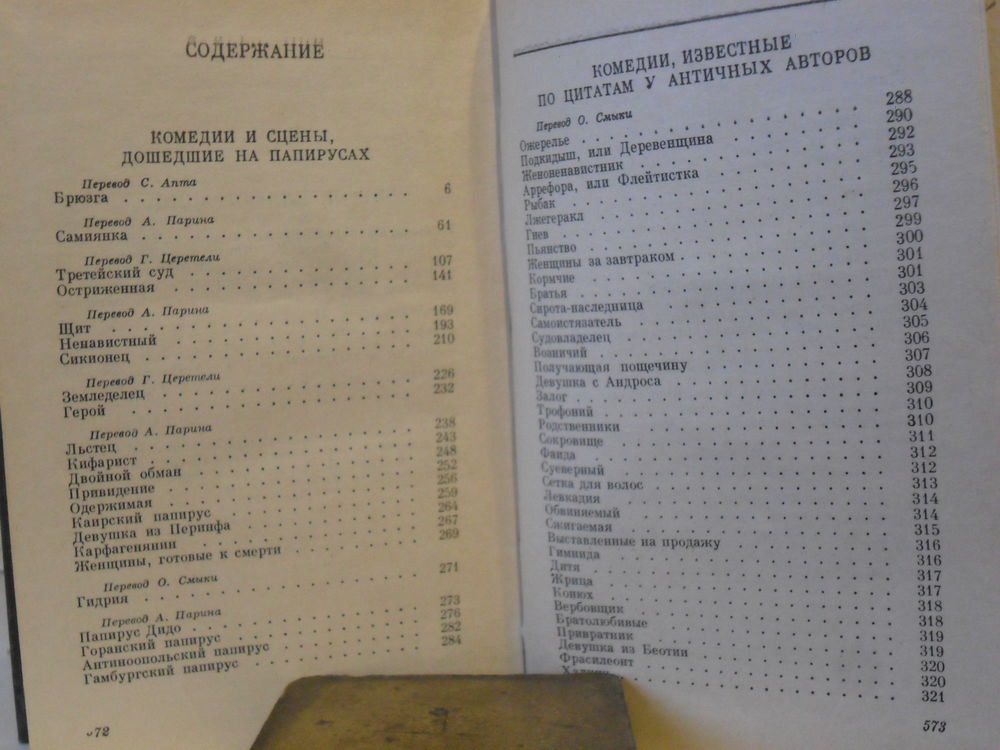 СОДЕРЖАНИЕ
КОМЕДИИ И СЦЕНЫ,
ДОШЕДШИЕ НА ПАПИРУСАХ
Перевод С. Апта
Брюзга . . . . . . . . . . 6
Перевод А. Парина
Самиянка . . . . . . . . . . 61
Перевод Г. Церетели
Третейский суд . . . . . . . . . . 107
Остриженная . . . . . . . . . . 141
Перевод А. Парина
Щит . . . . . . . . . . 169
Ненавистный . . . . . . . . . . 193
Сикионец . . . . . . . . . . 210
Перевод Г. Церетели
Земледелец . . . . . . . . . . 226
Герой . . . . . . . . . . 232
Перевод А. Парина
Льстец . . . . . . . . . . 238
Кифарист . . . . . . . . . . 243
Двойной обман . . . . . . . . . . 248
Привидение . . . . . . . . . . 252
Одержимая . . . . . . . . . . 256
Каирский папирус . . . . . . . . . . 259
Девушка из Перинфа . . . . . . . . . . 264
Карфагенянин . . . . . . . . . . 267
Женщины, готовые к смерти . . . . . . . . . . 269
Перевод О. Смыки
Гидрия . . . . . . . . . . 271
Перевод А. Парина
Папирус Дидо . . . . . . . . . . 273
Горанский папирус . . . . . . . . . . 276
Антиноопольский папирус . . . . . . . . . . 282
Гамбургский папирус . . . . . . . . . . 284
72
КОМЕДИИ, ИЗВЕСТНЫЕ
ПО ЦИТАТАМ У АНТИЧНЫХ АВТОРОВ
Перевод О. Смыки
Ожерелье . . . . . . . . . . 288
Подкидыш, или Деревенщина . . . . . . . . . . 290
Женоненавистник . . . . . . . . . . 292
Аррефора, или Флейтистка . . . . . . . . . . 293
Рыбак . . . . . . . . . . 295
Лжегеракл . . . . . . . . . . 296
Гнев . . . . . . . . . . 297
Пьянство . . . . . . . . . . 299
Женщины за завтраком . . . . . . . . . . 300
Кормчие . . . . . . . . . . 301
Братья . . . . . . . . . . 301
Сирота-наследница . . . . . . . . . . 303
Самоистязатель . . . . . . . . . . 304
Судовладелец . . . . . . . . . . 305
Возничий . . . . . . . . . . 306
Получающая пощечину . . . . . . . . . . 307
Девушка с Андроса . . . . . . . . . . 308
Залог . . . . . . . . . . 309
Трофоний . . . . . . . . . . 310
Родственники . . . . . . . . . . 310
Сокровище . . . . . . . . . . 311
Фаида . . . . . . . . . . 312
Суеверный . . . . . . . . . . 312
Сетка для волос . . . . . . . . . . 313
Левкадия . . . . . . . . . . 314
Обвиняемый . . . . . . . . . . 314
Сжигаемая . . . . . . . . . . 315
Выставленные на продажу . . . . . . . . . . 316
Гимнида . . . . . . . . . . 316
Дитя . . . . . . . . . . 317
Жрица . . . . . . . . . . 317
Конюх . . . . . . . . . . 318
Вербовщик . . . . . . . . . . 318
Братолюбивые . . . . . . . . . . 319
Привратник . . . . . . . . . . 319
Девушка из Беотии . . . . . . . . . . 320
Фрасилеонт . . . . . . . . . . 320
. . . . . . . . . . 321
573